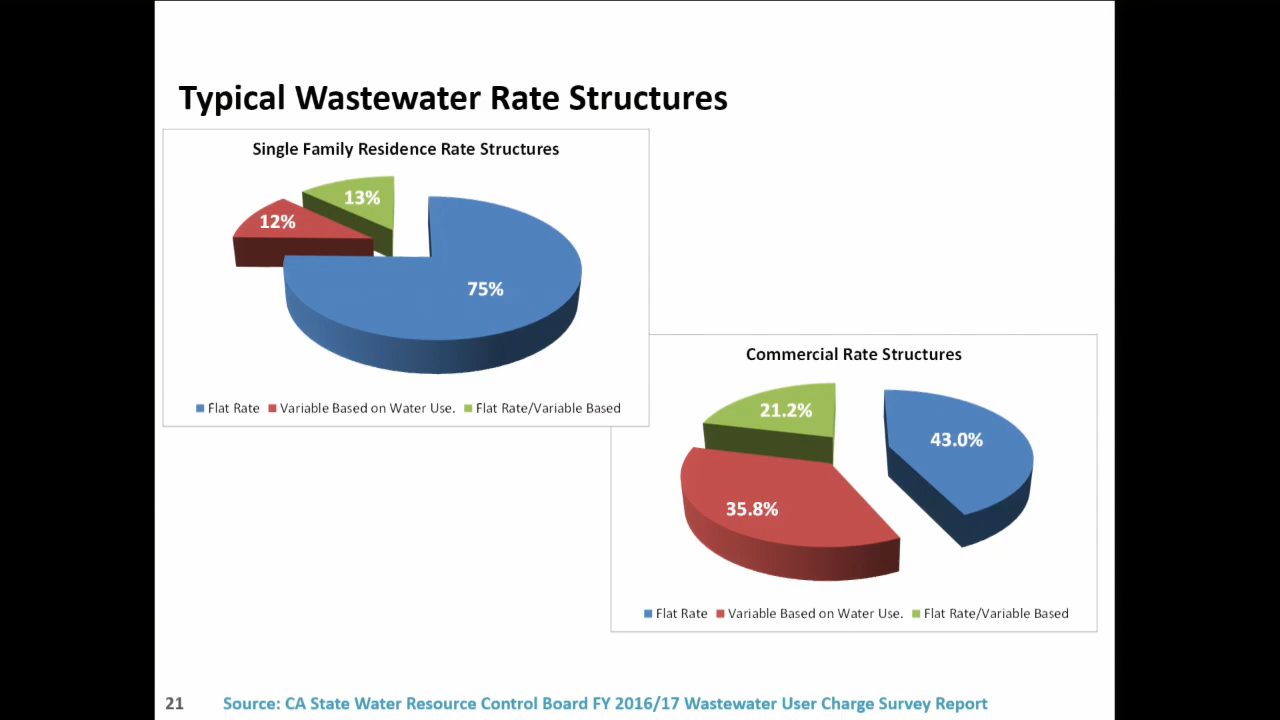 Typical Wastewater Rate Structures
Single Family Residence Rate Structures
13%
12%
75%
Flat Rate Variable Based on Water Use. Flat Rate/Variable Based
Commercial Rate Structures
21.2%
43.0%
35.8%
Flat Rate Variable Based on Water Use. Flat Rate/Variable Based
21 Source: CA State Water Resource Control Board FY 2016/17 Wastewater User Charge Survey Report